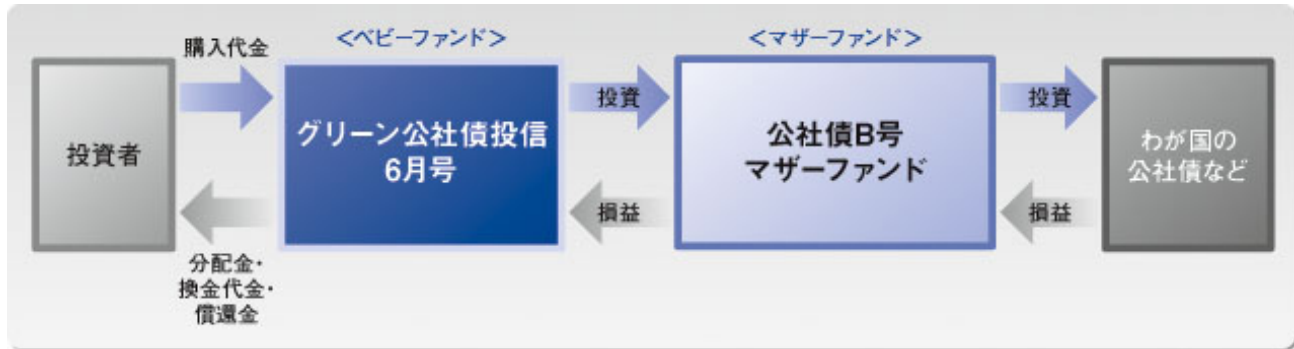 購入代金
＜ベビーファンド＞
＜マザーファンド＞
投資者
グリーン公社債投信
6月号
投資
公社債B号
マザーファンド
投資
わが国の
公社債など
損益
損益
分配金・
換金代金・
償還金